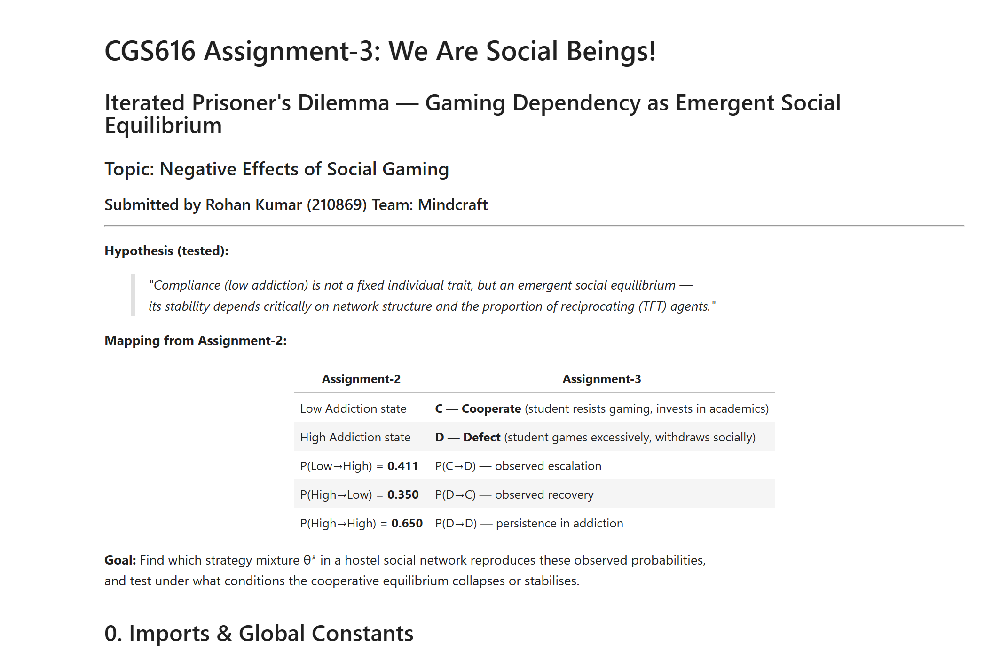 CGS616 Assignment-3: We Are Social Beings!
Iterated Prisoner's Dilemma — Gaming Dependency as Emergent Social
Equilibrium
Topic: Negative Effects of Social Gaming
Submitted by Rohan Kumar (210869) Team: Mindcraft
Hypothesis (tested):
"Compliance (low addiction) is not a fixed individual trait, but an emergent social equilibrium —
its stability depends critically on network structure and the proportion of reciprocating (TFT) agents."
Mapping from Assignment-2:
Assignment-2 Assignment-3
Low Addiction state C — Cooperate (student resists gaming, invests in academics)
High Addiction state D — Defect (student games excessively, withdraws socially)
P(Low→High) = 0.411 P(C→D) — observed escalation
P(High→Low) = 0.350 P(D→C) — observed recovery
P(High→High) = 0.650 P(D→D) — persistence in addiction
Goal: Find which strategy mixture θ* in a hostel social network reproduces these observed probabilities,
and test under what conditions the cooperative equilibrium collapses or stabilises.
0. Imports & Global Constants